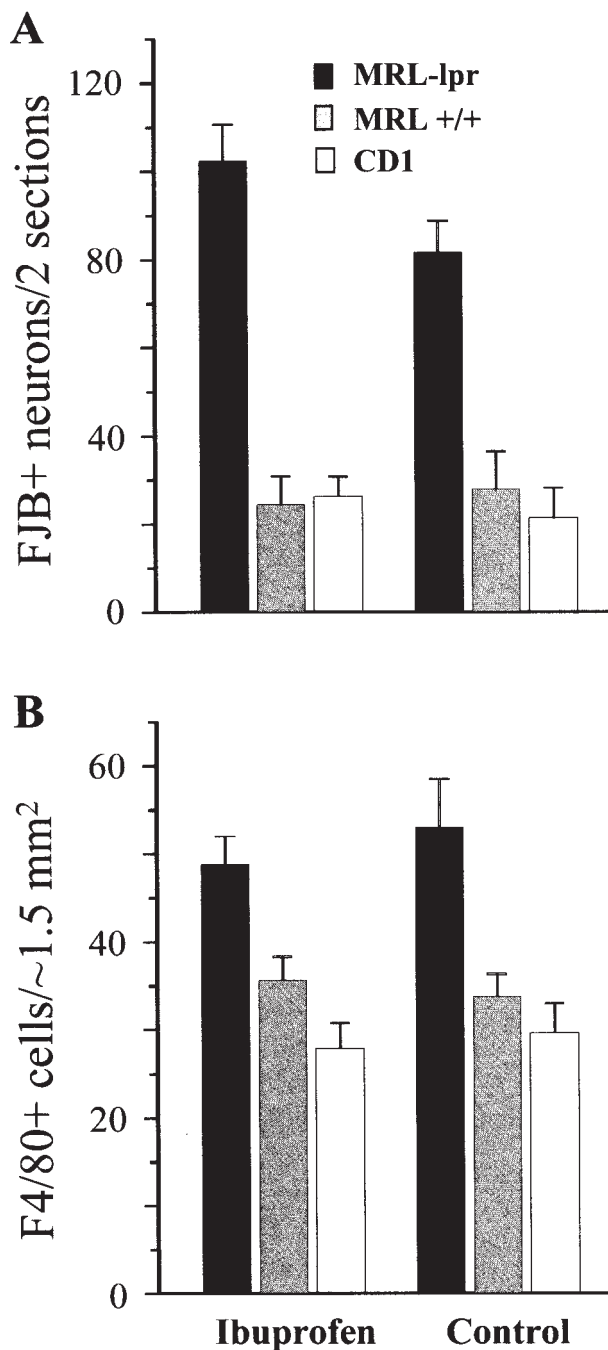 A
MRL-lpr
MRL +/+
CD1
FJB+ neurons/2 sections
120
80
40
0
B
F4/80+ cells/~1.5 mm²
60
40
20
0
Ibuprofen Control